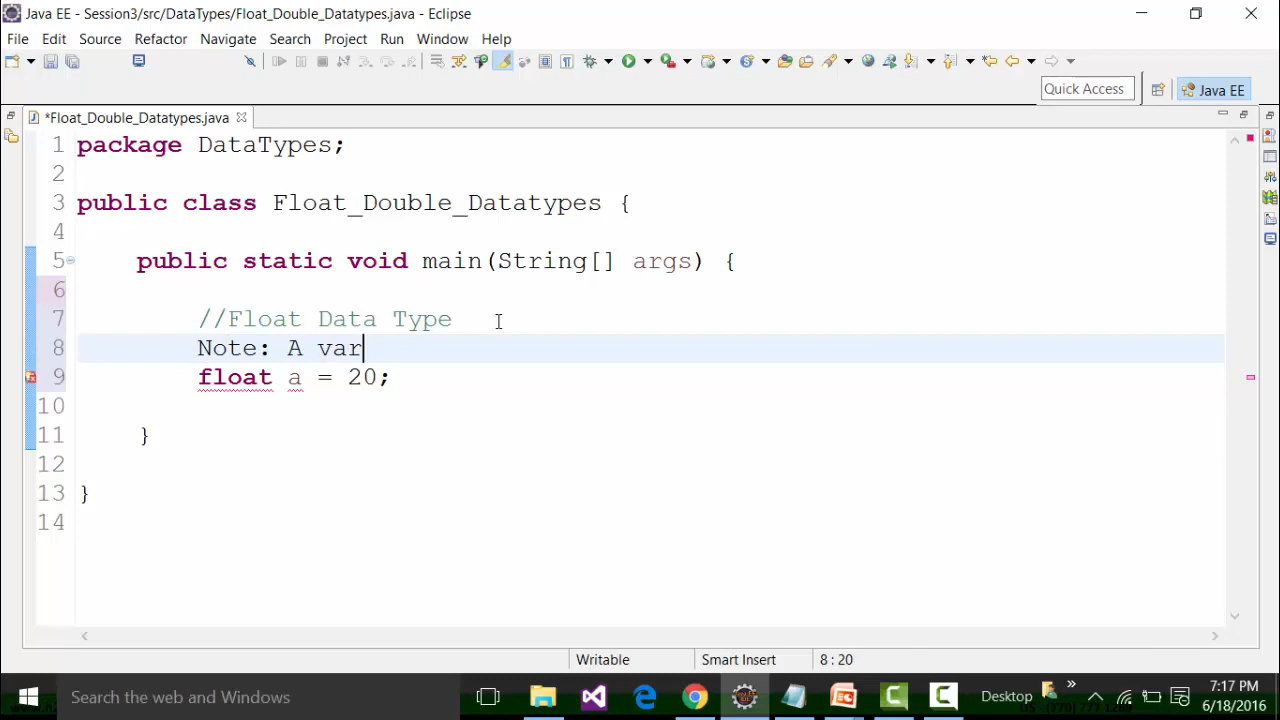 Java EE - Session3/src/DataTypes/Float_Double_Datatypes.java - Eclipse
File Edit Source Refactor Navigate Search Project Run Window Help
Quick Access
Java EE
*Float_Double_Datatypes.java
1 package DataTypes;
2
3 public class Float_Double_Datatypes {
4
5 public static void main(String[] args) {
6
7 //Float Data Type
8 Note: A var
9 float a = 20;
10
11 }
12
13 }
14
Writable Smart Insert 8 : 20
Search the web and Windows
Desktop
7:17 PM
6/18/2016